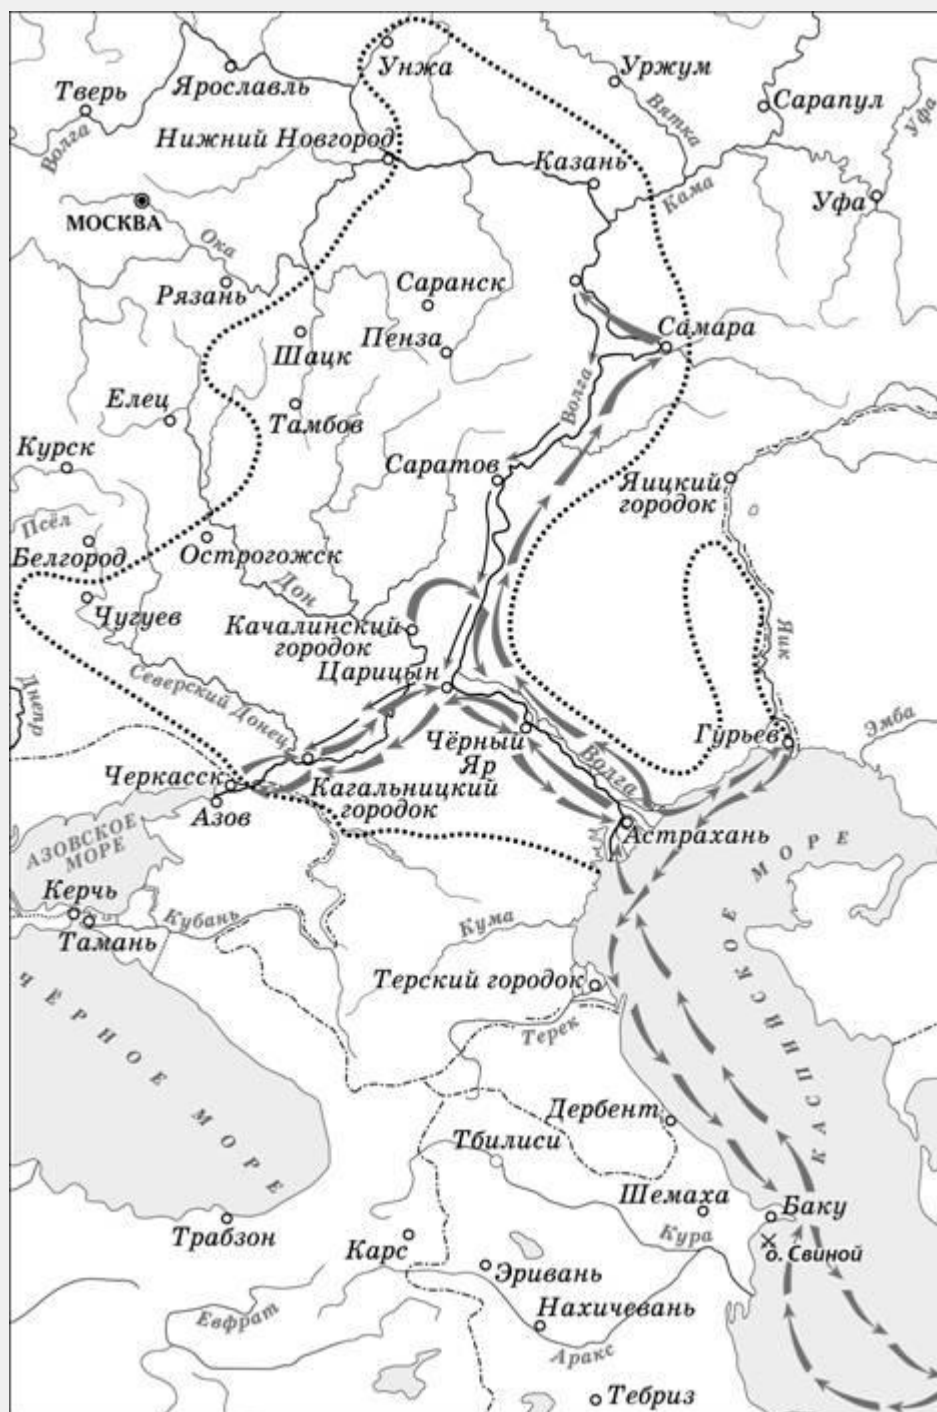 Унжа
Уржум
Ярославль
Тверь
Сарапул
Вятка
Уфа
Волга
Нижний Новгород
Казань
Кама
Уфа
МОСКВА
Ока
Рязань
Саранск
Самара
Пенза
Шацк
Волга
Елец
Тамбов
Курск
Саратов
Яицкий
городок
Псёл
Белгород
Острогожск
Дон
Чугуев
Качалинский
городок
Яик
Царицын
Северский Донец
Днепр
Эмба
Гурьев
Чёрный
Яр
Волга
Черкасск
Кагальницкий
городок
Азов
Астрахань
АЗОВСКОЕ
МОРЕ
Керчь
Кубань
Тамань
Кума
КАСПИЙСКОЕ МОРЕ
Терский городок
ЧЁРНОЕ МОРЕ
Терек
Дербент
Тбилиси
Шемаха
Баку
Трабзон
Карс
Кура
о. Свиной
Эривань
Нахичевань
Евфрат
Аракс
Тебриз